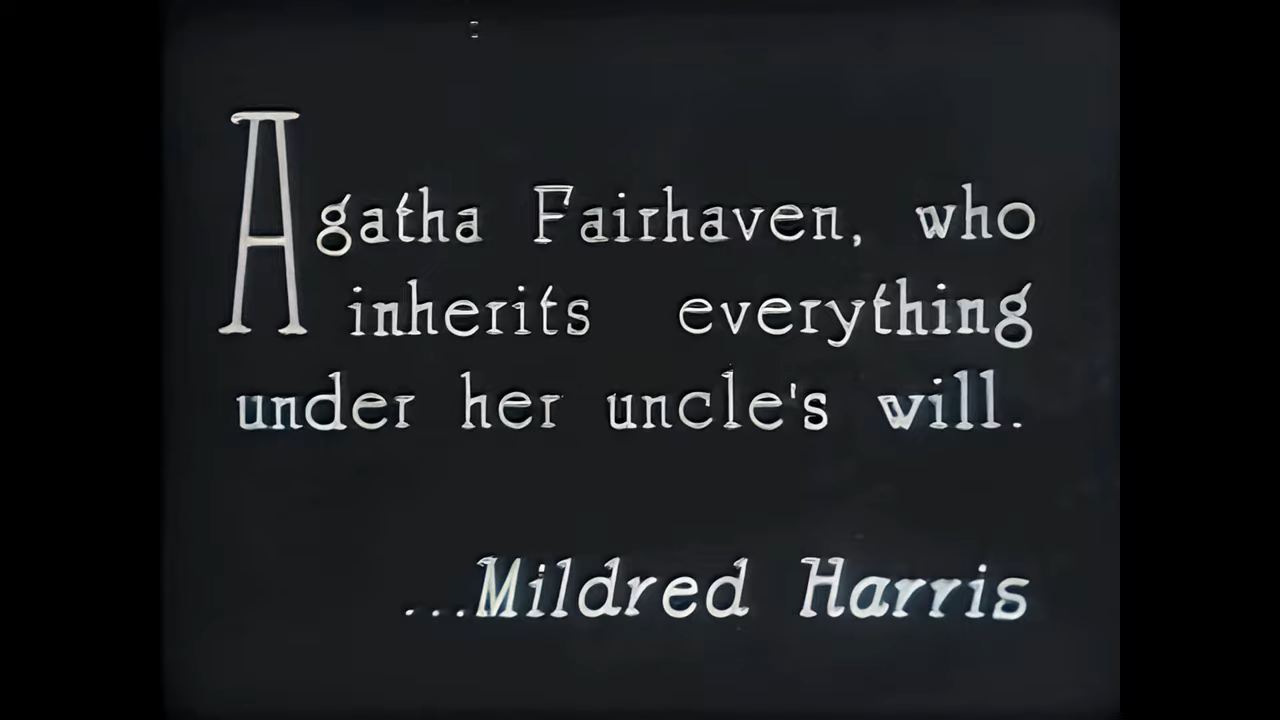 Agatha Fairhaven, who
inherits everything
under her uncle's will.
...Mildred Harris